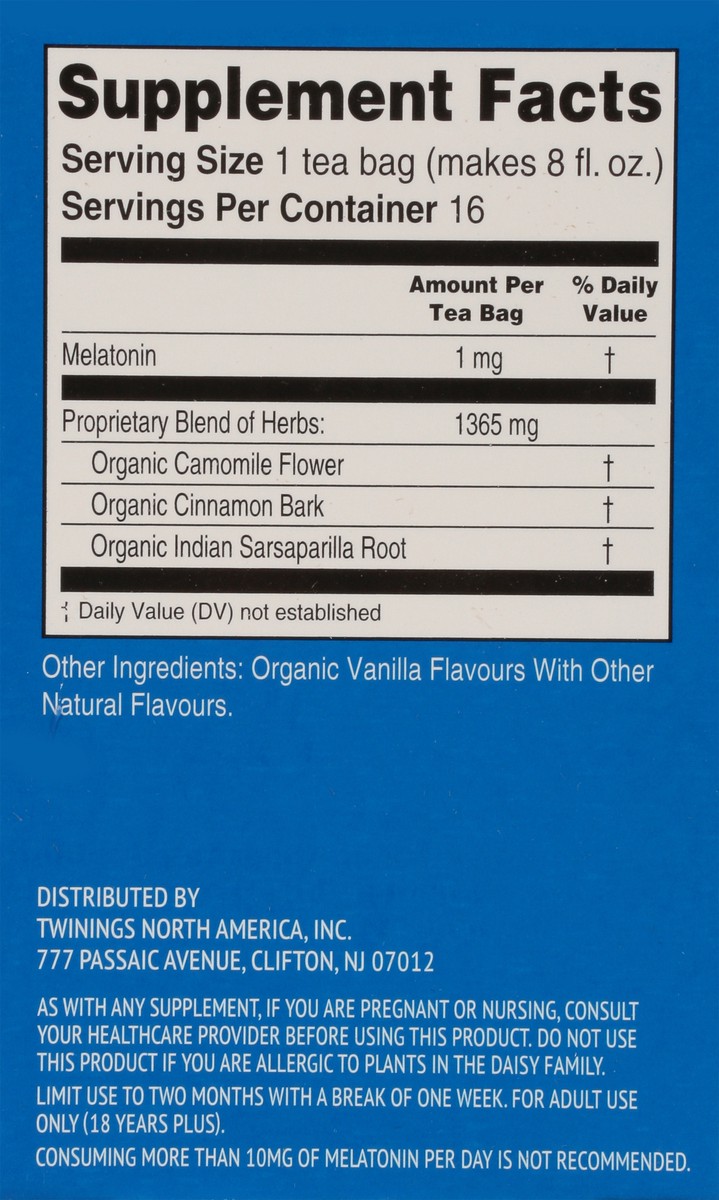 Supplement Facts
Serving Size 1 tea bag (makes 8 fl. oz.)
Servings Per Container 16
Amount Per % Daily
Tea Bag Value
Melatonin 1 mg †
Proprietary Blend of Herbs: 1365 mg
Organic Camomile Flower †
Organic Cinnamon Bark †
Organic Indian Sarsaparilla Root †
† Daily Value (DV) not established
Other Ingredients: Organic Vanilla Flavours With Other
Natural Flavours.
DISTRIBUTED BY
TWININGS NORTH AMERICA, INC.
777 PASSAIC AVENUE, CLIFTON, NJ 07012
AS WITH ANY SUPPLEMENT, IF YOU ARE PREGNANT OR NURSING, CONSULT
YOUR HEALTHCARE PROVIDER BEFORE USING THIS PRODUCT. DO NOT USE
THIS PRODUCT IF YOU ARE ALLERGIC TO PLANTS IN THE DAISY FAMILY.
LIMIT USE TO TWO MONTHS WITH A BREAK OF ONE WEEK. FOR ADULT USE
ONLY (18 YEARS PLUS).
CONSUMING MORE THAN 10MG OF MELATONIN PER DAY IS NOT RECOMMENDED.